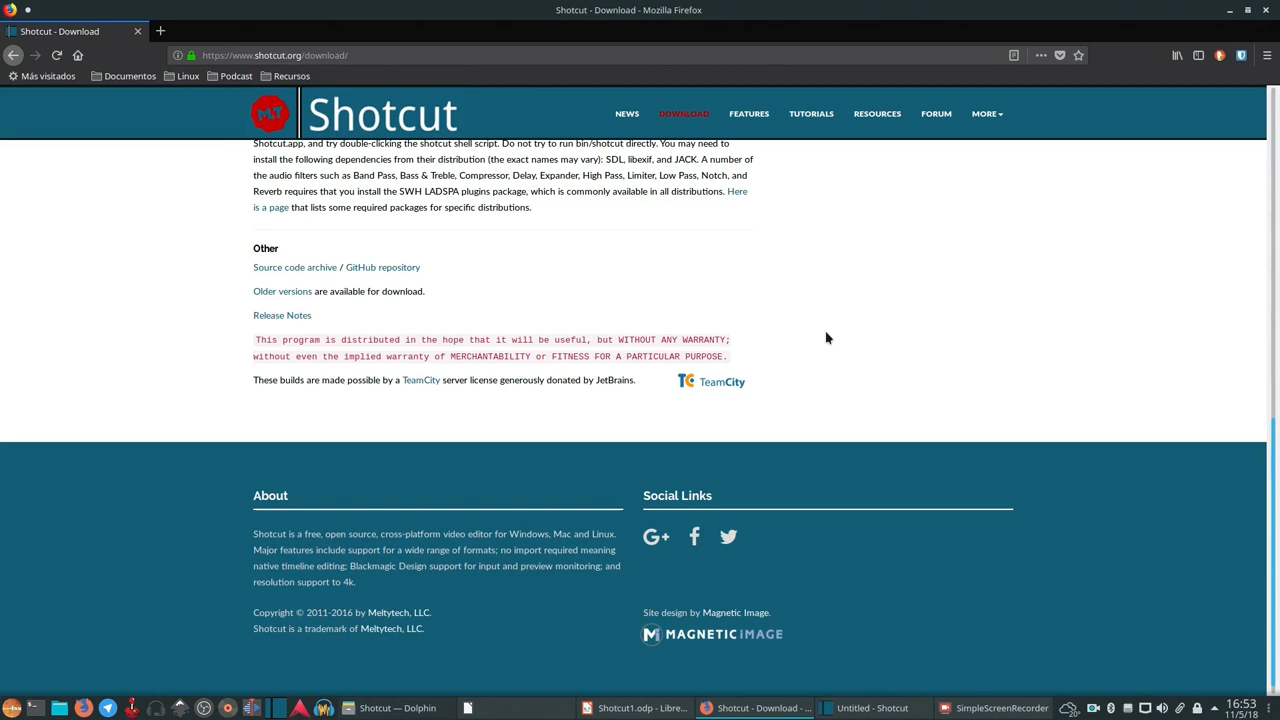 Shotcut - Download - Mozilla Firefox
Shotcut - Download
https://www.shotcut.org/download/
Más visitados Documentos Linux Podcast Recursos
MLT Shotcut NEWS DOWNLOAD FEATURES TUTORIALS RESOURCES FORUM MORE
Shotcut.app, and try double-clicking the shotcut shell script. Do not try to run bin/shotcut directly. You may need to
install the following dependencies from their distribution (the exact names may vary): SDL, libexif, and JACK. A number of
the audio filters such as Band Pass, Bass & Treble, Compressor, Delay, Expander, High Pass, Limiter, Low Pass, Notch, and
Reverb requires that you install the SWH LADSPA plugins package, which is commonly available in all distributions. Here
is a page that lists some required packages for specific distributions.
Other
Source code archive / GitHub repository
Older versions are available for download.
Release Notes
This program is distributed in the hope that it will be useful, but WITHOUT ANY WARRANTY;
without even the implied warranty of MERCHANTABILITY or FITNESS FOR A PARTICULAR PURPOSE.
These builds are made possible by a TeamCity server license generously donated by JetBrains. TC TeamCity
About
Shotcut is a free, open source, cross-platform video editor for Windows, Mac and Linux.
Major features include support for a wide range of formats; no import required meaning
native timeline editing; Blackmagic Design support for input and preview monitoring; and
resolution support to 4k.
Copyright © 2011-2016 by Meltytech, LLC.
Shotcut is a trademark of Meltytech, LLC.
Social Links
G+ f
Site design by Magnetic Image.
M MAGNETIC IMAGE
Shotcut — Dolphin Shotcut1.odp - Libre... Shotcut - Download - ... Untitled - Shotcut SimpleScreenRecorder 20° 16:53
11/5/18